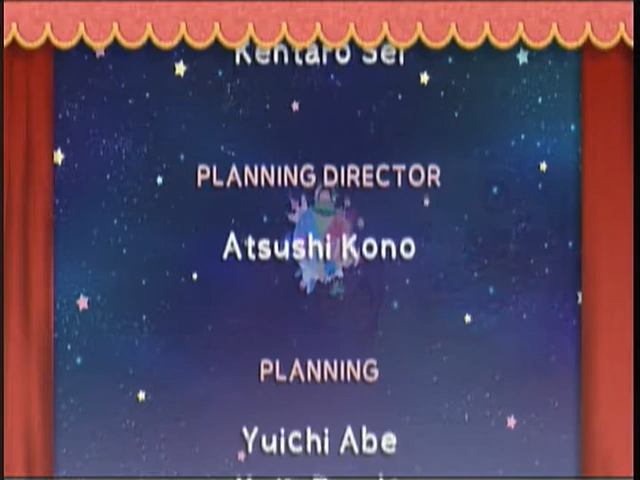 Kentaro Sei
PLANNING DIRECTOR
Atsushi Kono
PLANNING
Yuichi Abe